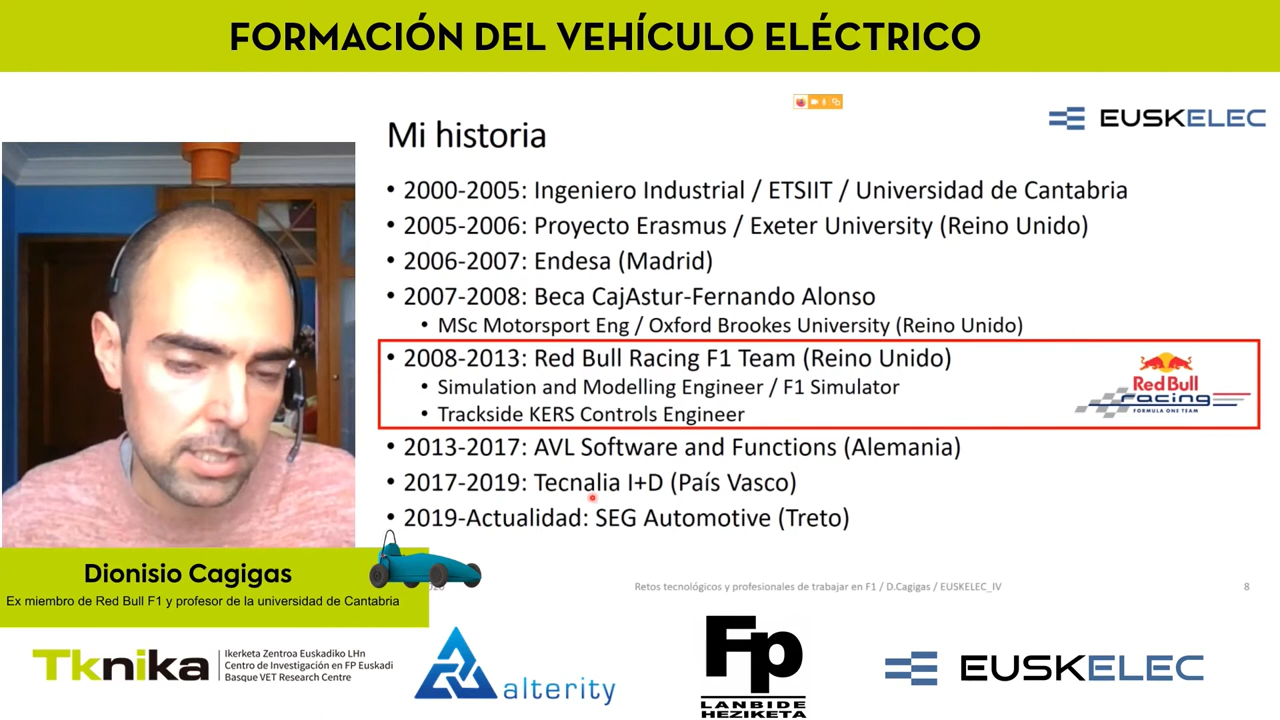 FORMACIÓN DEL VEHÍCULO ELÉCTRICO
EUSKELEC
Mi historia
• 2000-2005: Ingeniero Industrial / ETSIIT / Universidad de Cantabria
• 2005-2006: Proyecto Erasmus / Exeter University (Reino Unido)
• 2006-2007: Endesa (Madrid)
• 2007-2008: Beca CajAstur-Fernando Alonso
• MSc Motorsport Eng / Oxford Brookes University (Reino Unido)
• 2008-2013: Red Bull Racing F1 Team (Reino Unido)
• Simulation and Modelling Engineer / F1 Simulator
• Trackside KERS Controls Engineer
Red Bull
racing
FORMULA ONE TEAM
• 2013-2017: AVL Software and Functions (Alemania)
• 2017-2019: Tecnalia I+D (País Vasco)
• 2019-Actualidad: SEG Automotive (Treto)
Dionisio Cagigas
Ex miembro de Red Bull F1 y profesor de la universidad de Cantabria
Retos tecnológicos y profesionales de trabajar en F1 / D.Cagigas / EUSKELEC_IV
8
Tknika
Ikerketa Zentroa Euskadiko LHn
Centro de Investigación en FP Euskadi
Basque VET Research Centre
alterity
Fp
LANBIDE
HEZIKETA
EUSKELEC